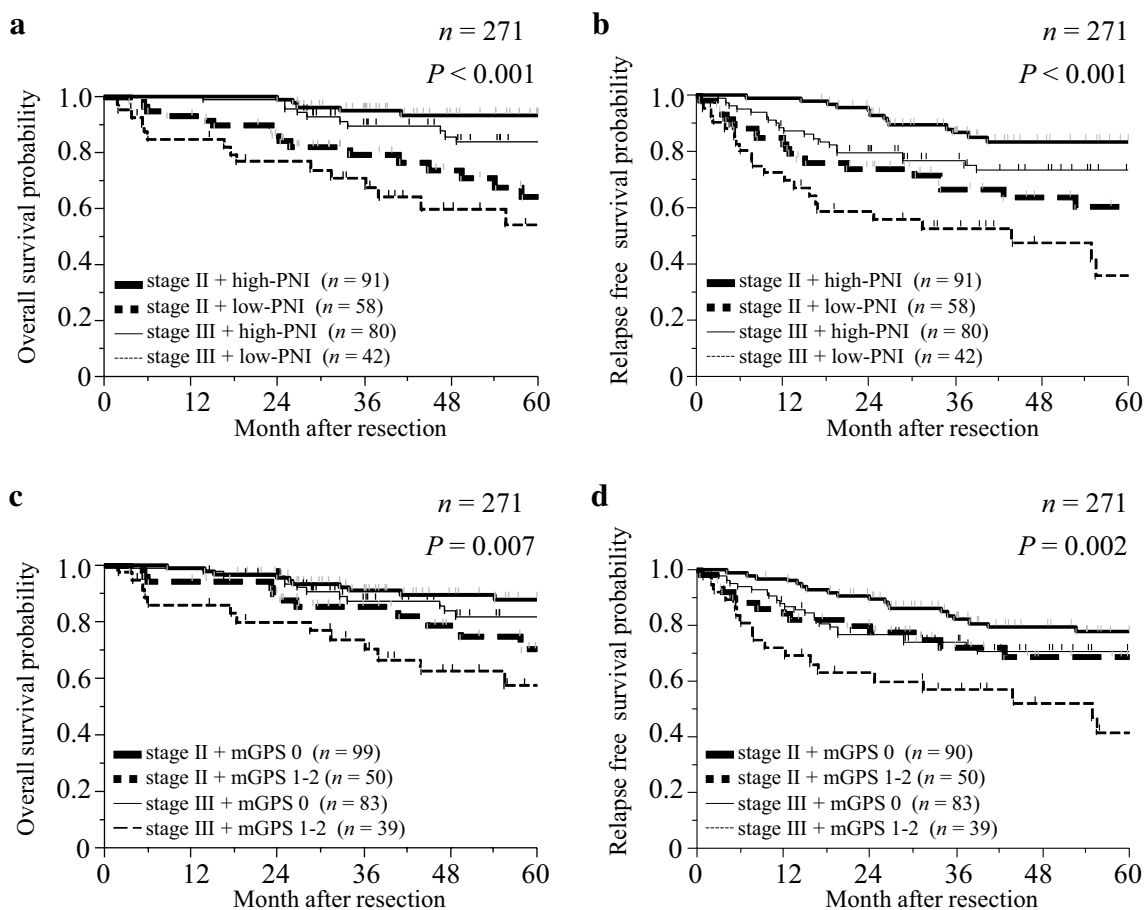 a
n = 271
P < 0.001
Overall survival probability
1.0
0.8
0.6
0.4
0.2
0
stage II + high-PNI (n = 91)
stage II + low-PNI (n = 58)
stage III + high-PNI (n = 80)
stage III + low-PNI (n = 42)
0 12 24 36 48 60
Month after resection
b
n = 271
P < 0.001
Relapse free survival probability
1.0
0.8
0.6
0.4
0.2
0
stage II + high-PNI (n = 91)
stage II + low-PNI (n = 58)
stage III + high-PNI (n = 80)
stage III + low-PNI (n = 42)
0 12 24 36 48 60
Month after resection
c
n = 271
P = 0.007
Overall survival probability
1.0
0.8
0.6
0.4
0.2
0
stage II + mGPS 0 (n = 99)
stage II + mGPS 1-2 (n = 50)
stage III + mGPS 0 (n = 83)
stage III + mGPS 1-2 (n = 39)
0 12 24 36 48 60
Month after resection
d
n = 271
P = 0.002
Relapse free survival probability
1.0
0.8
0.6
0.4
0.2
0
stage II + mGPS 0 (n = 90)
stage II + mGPS 1-2 (n = 50)
stage III + mGPS 0 (n = 83)
stage III + mGPS 1-2 (n = 39)
0 12 24 36 48 60
Month after resection